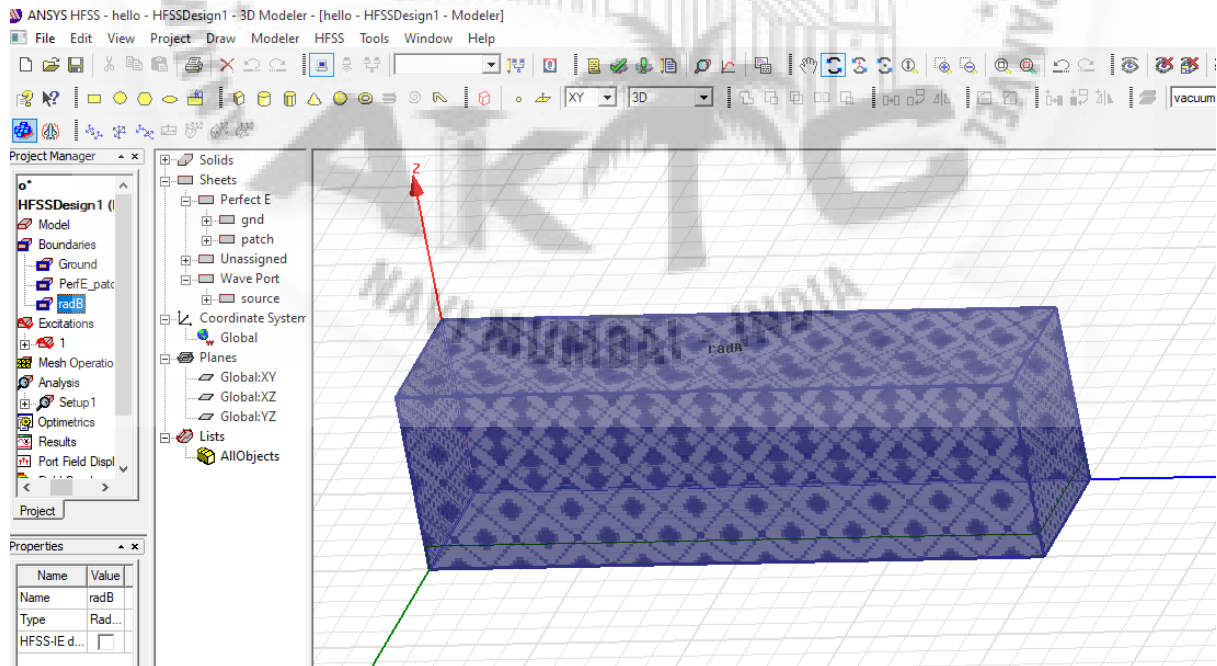 ANSYS HFSS - hello - HFSSDesign1 - 3D Modeler - [hello - HFSSDesign1 - Modeler]
File Edit View Project Draw Modeler HFSS Tools Window Help
XY 3D vacuum
Project Manager
HFSSDesign1 (
Model
Boundaries
Ground
PerfE_patc
radB
Excitations
1
Mesh Operatio
Analysis
Setup1
Optimetrics
Results
Port Field Displ
Project
Properties
Name Value
Name radB
Type Rad...
HFSS-IE d...
Solids
Sheets
Perfect E
gnd
patch
Unassigned
Wave Port
source
Coordinate System
Global
Planes
Global:XY
Global:XZ
Global:YZ
Lists
AllObjects
Z
AKTC
NAVI MUMBAI - INDIA